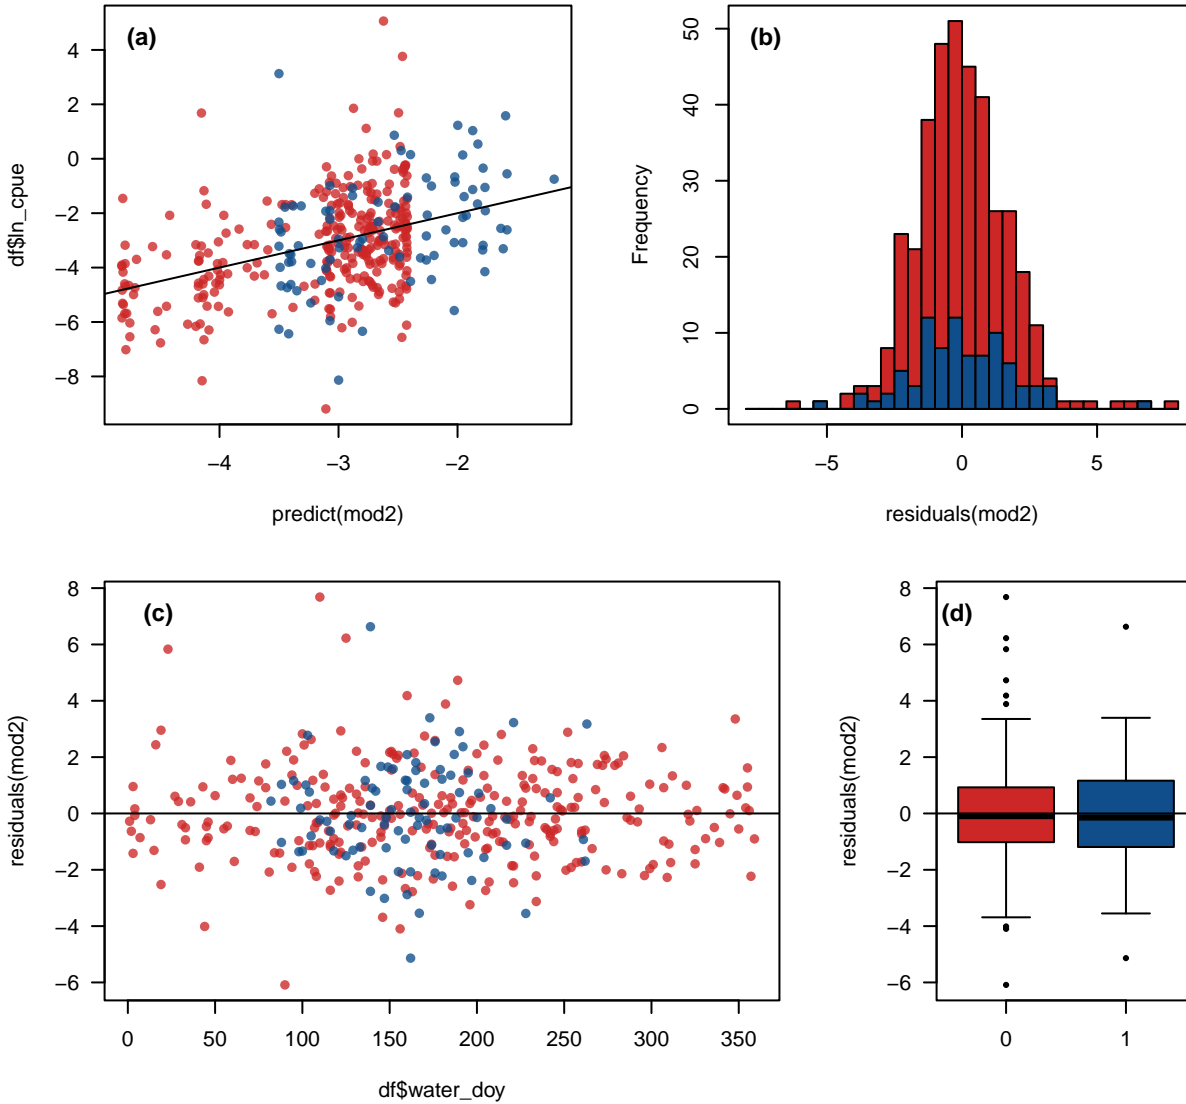 (a)
df$ln_cpue
4
2
0
−2
−4
−6
−8
−4 −3 −2
predict(mod2)
(b)
Frequency
50
40
30
20
10
0
−5 0 5
residuals(mod2)
(c)
residuals(mod2)
8
6
4
2
0
−2
−4
−6
0 50 100 150 200 250 300 350
df$water_doy
(d)
residuals(mod2)
8
6
4
2
0
−2
−4
−6
0 1